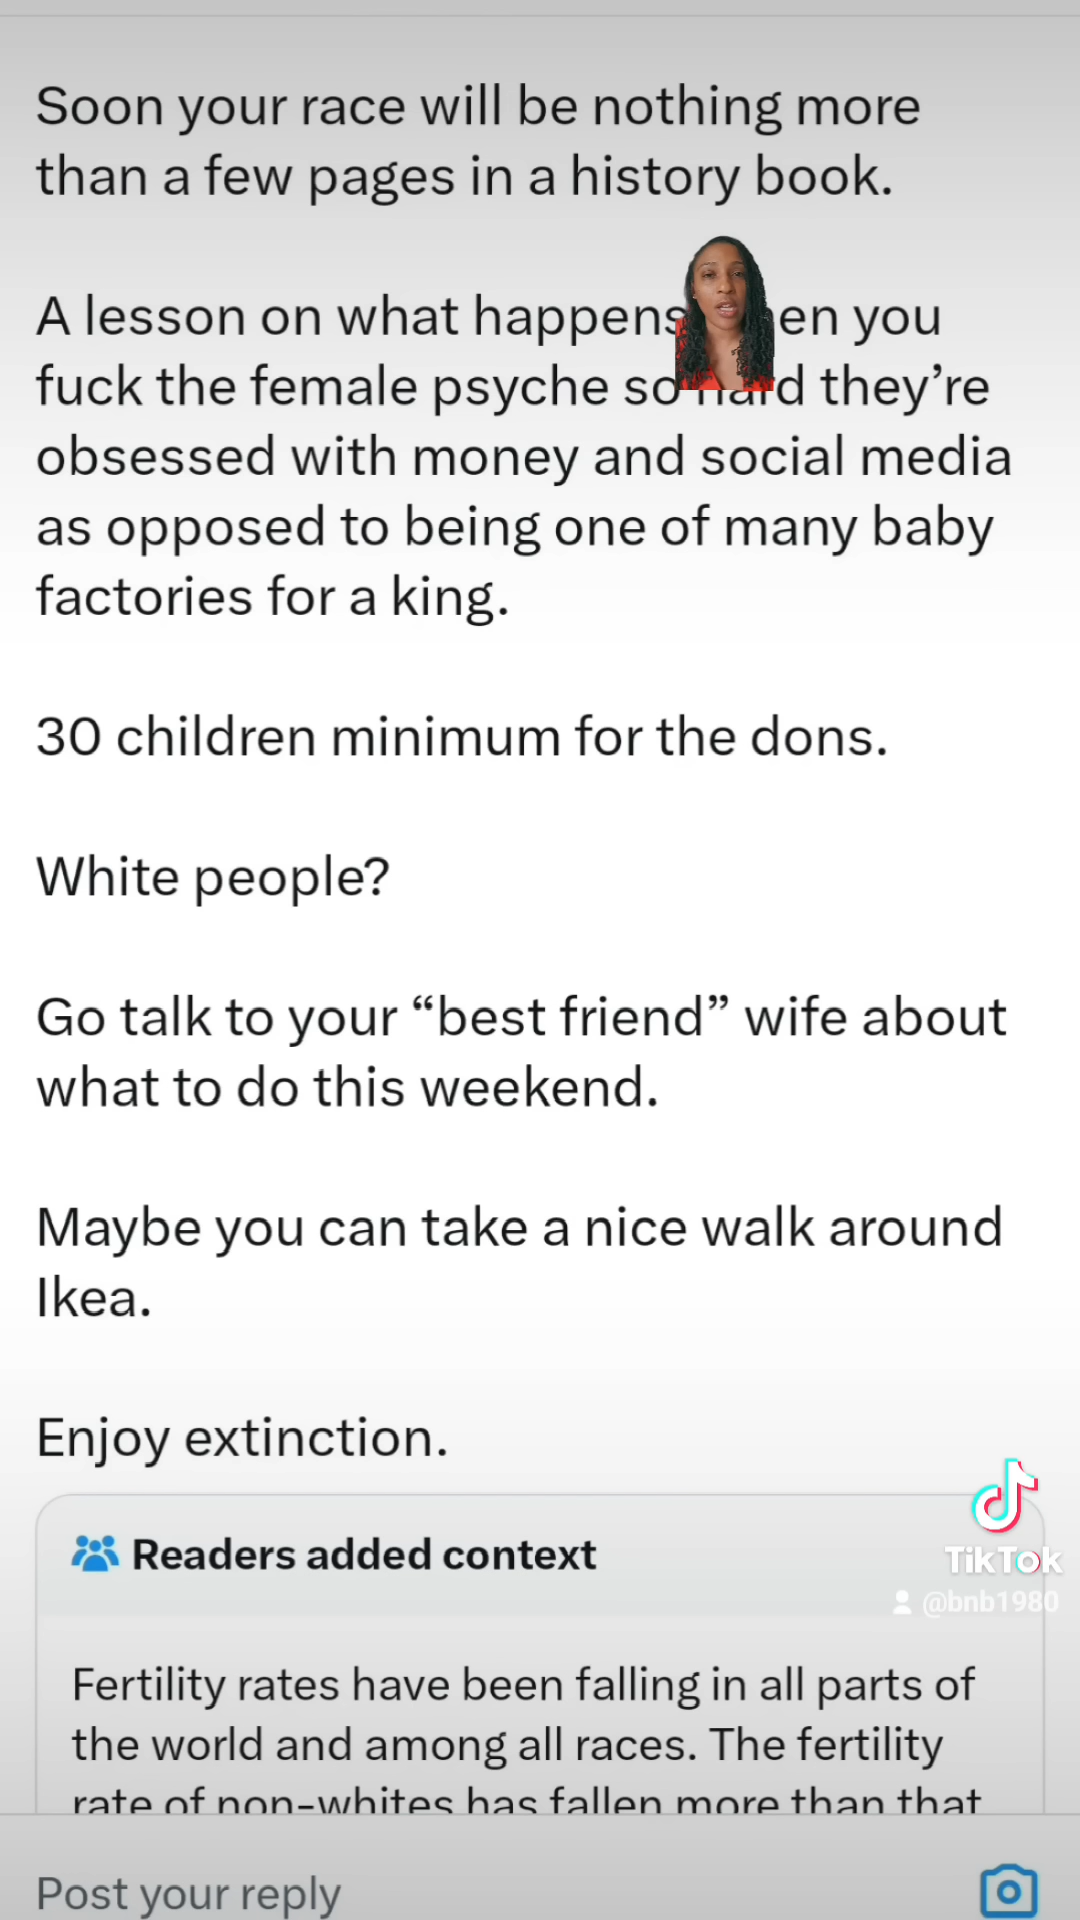 Soon your race will be nothing more
than a few pages in a history book.
A lesson on what happens en you
fuck the female psyche so hard they’re
obsessed with money and social media
as opposed to being one of many baby
factories for a king.
30 children minimum for the dons.
White people?
Go talk to your “best friend” wife about
what to do this weekend.
Maybe you can take a nice walk around
Ikea.
Enjoy extinction.
Readers added context
TikTok
@bnb1980
Fertility rates have been falling in all parts of
the world and among all races. The fertility
rate of non-whites has fallen more than that
Post your reply